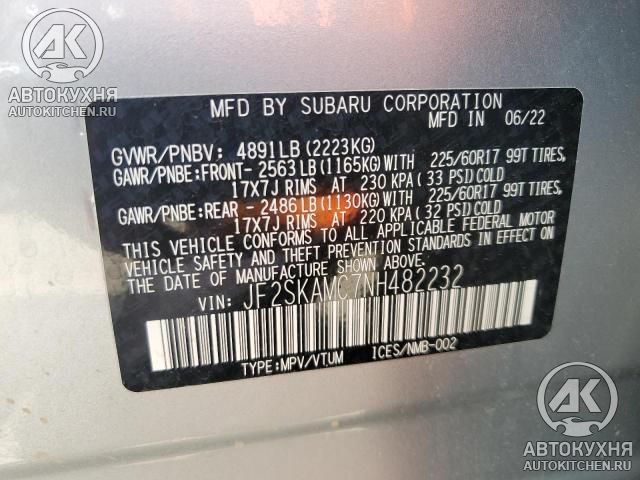 АК
АВТОКУХНЯ
AUTOKITCHEN.RU
MFD BY SUBARU CORPORATION
MFD IN 06/22
GVWR/PNBV: 4891LB(2223KG)
GAWR/PNBE:FRONT- 2563LB(1165KG)WITH 225/60R17 99T TIRES,
17X7J RIMS AT 230 KPA(33 PSI)COLD
GAWR/PNBE:REAR - 2486LB(1130KG)WITH 225/60R17 99T TIRES,
17X7J RIMS AT 220 KPA(32 PSI)COLD
THIS VEHICLE CONFORMS TO ALL APPLICABLE FEDERAL MOTOR
VEHICLE SAFETY AND THEFT PREVENTION STANDARDS IN EFFECT
ON THE DATE OF MANUFACTURE SHOWN ABOVE.
VIN: JF2SKAMC7NH482232
TYPE:MPV/VTUM ICES/NMB-002
АК
АВТОКУХНЯ
AUTOKITCHEN.RU